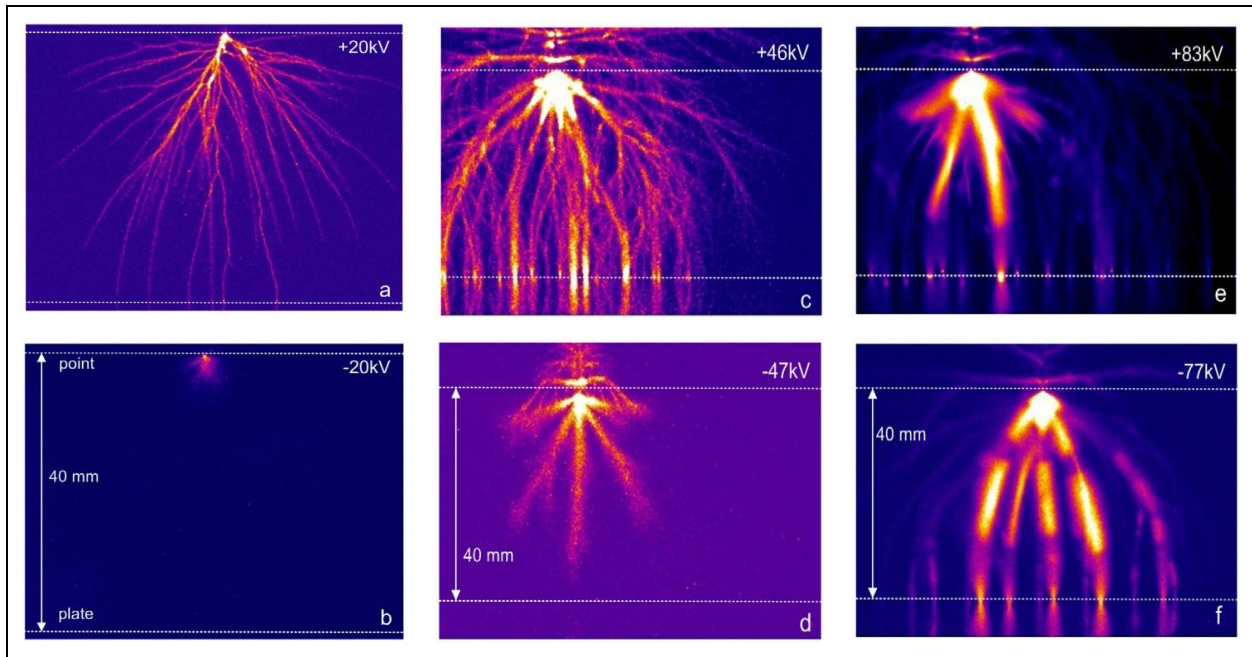 +20kV
a
+46kV
c
+83kV
e
point
-20kV
40 mm
plate
b
-47kV
40 mm
d
-77kV
40 mm
f